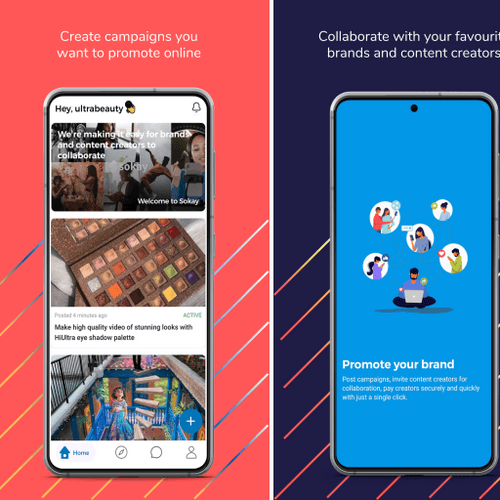 Create campaigns you
want to promote online
Hey, ultrabeauty
We're making it easy for brands
and content creators to
collaborate
sokay
Welcome to Sokay
Posted 4 minutes ago
ACTIVE
Make high quality video of stunning looks with
HiUltra eye shadow palette
Home
Collaborate with your favourit
brands and content creators
Promote your brand
Post campaigns, invite content creators for
collaboration, pay creators securely and quickly
with just a single click.